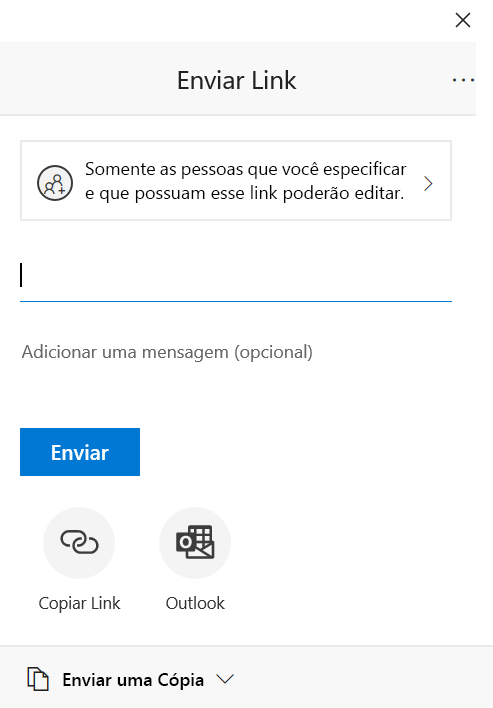 Enviar Link
Somente as pessoas que você especificar
e que possuam esse link poderão editar.
Adicionar uma mensagem (opcional)
Enviar
Copiar Link
Outlook
Enviar uma Cópia